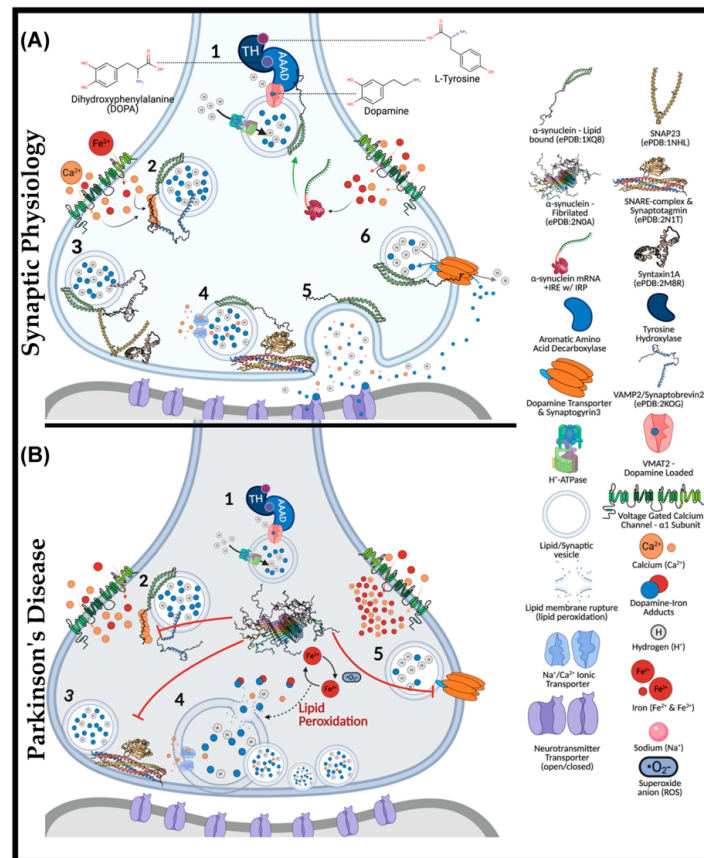 (A)
Synaptic Physiology
1
TH
AAAD
Dihydroxyphenylalanine
(DOPA)
L-Tyrosine
Dopamine
Fe²⁺
Ca²⁺
2
3
4
5
6
IRP
(B)
Parkinson's Disease
1
TH
AAAD
2
3
4
5
Lipid
Peroxidation
•O₂⁻
α-synuclein - Lipid
bound (ePDB:1XQ8)
SNAP23
(ePDB:1NHL)
α-synuclein -
Fibrilated
(ePDB:2N0A)
SNARE-complex &
Synaptotagmin
(ePDB:2N1T)
α-synuclein mRNA
+IRE w/ IRP
Syntaxin1A
(ePDB:2M8R)
Aromatic Amino
Acid Decarboxylase
Tyrosine
Hydroxylase
Dopamine Transporter
& Synaptogyrin3
VAMP2/Synaptobrevin2
(ePDB:2KOG)
H⁺-ATPase
VMAT2 -
Dopamine Loaded
Lipid/Synaptic
vesicle
Voltage Gated Calcium
Channel - α1 Subunit
Ca²⁺
Calcium (Ca²⁺)
Lipid membrane rupture
(lipid peroxidation)
Dopamine-Iron
Adducts
H
Hydrogen (H⁺)
Na⁺/Ca²⁺ Ionic
Transporter
Fe²⁺
Fe³⁺
Iron (Fe²⁺ & Fe³⁺)
Neurotransmitter
Transporter
(open/closed)
Sodium (Na⁺)
•O₂⁻
Superoxide
anion (ROS)